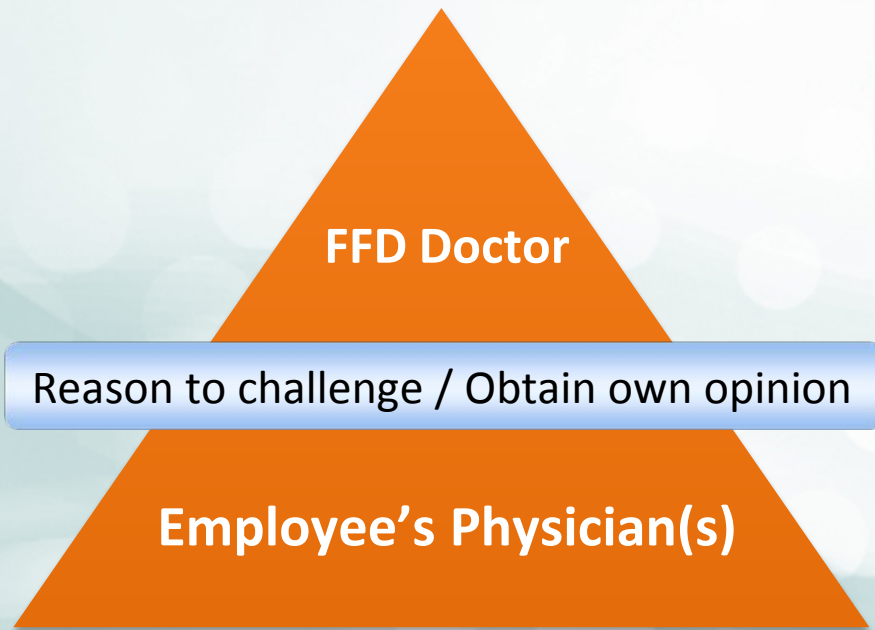 FFD Doctor
Reason to challenge / Obtain own opinion
Employee’s Physician(s)